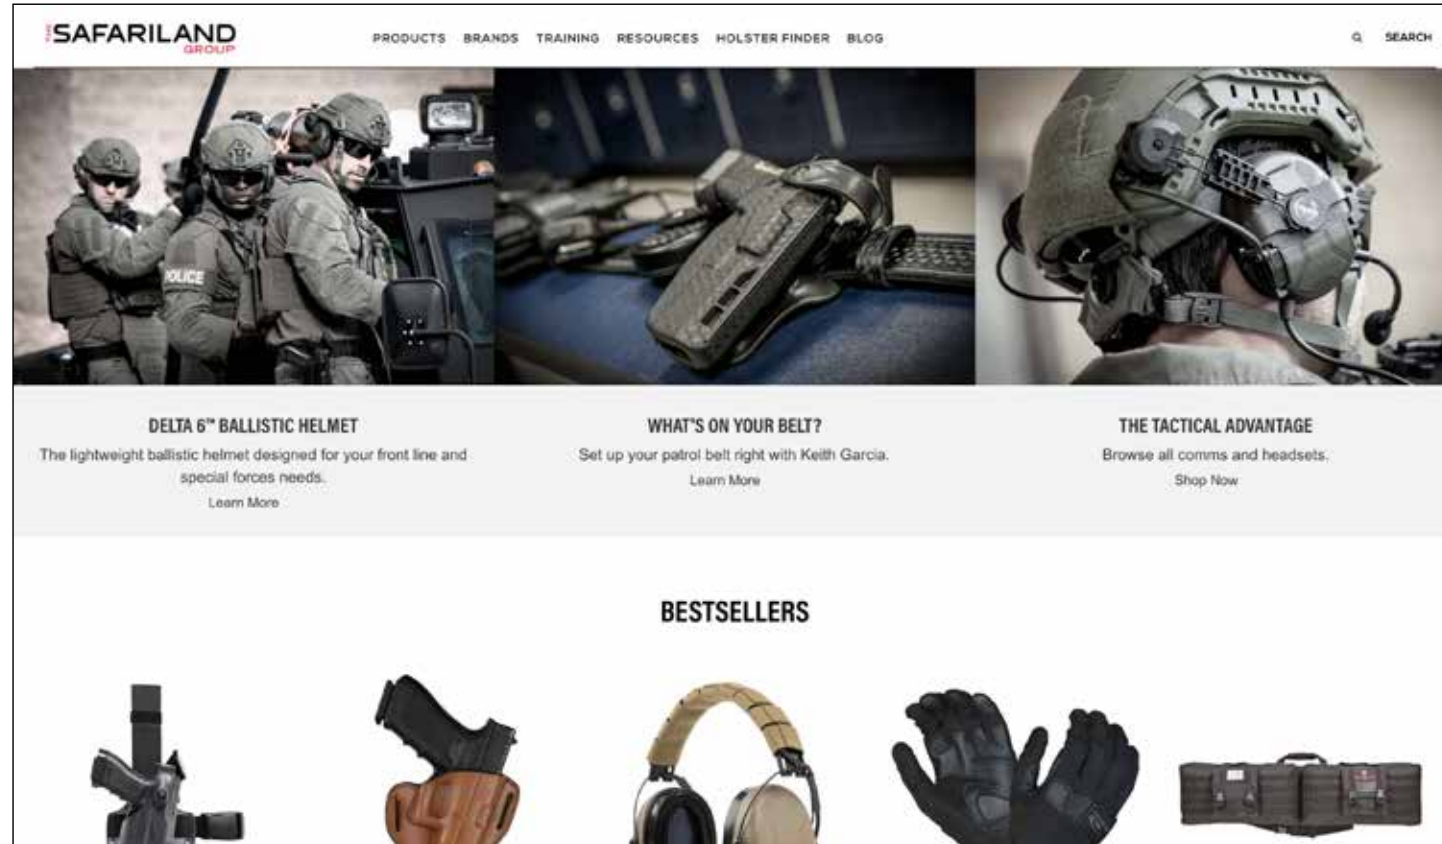 THE SAFARILAND GROUP
PRODUCTS BRANDS TRAINING RESOURCES HOLSTER FINDER BLOG
SEARCH
POLICE
DELTA 6™ BALLISTIC HELMET
The lightweight ballistic helmet designed for your front line and
special forces needs.
Learn More
WHAT'S ON YOUR BELT?
Set up your patrol belt right with Keith Garcia.
Learn More
THE TACTICAL ADVANTAGE
Browse all comms and headsets.
Shop Now
BESTSELLERS